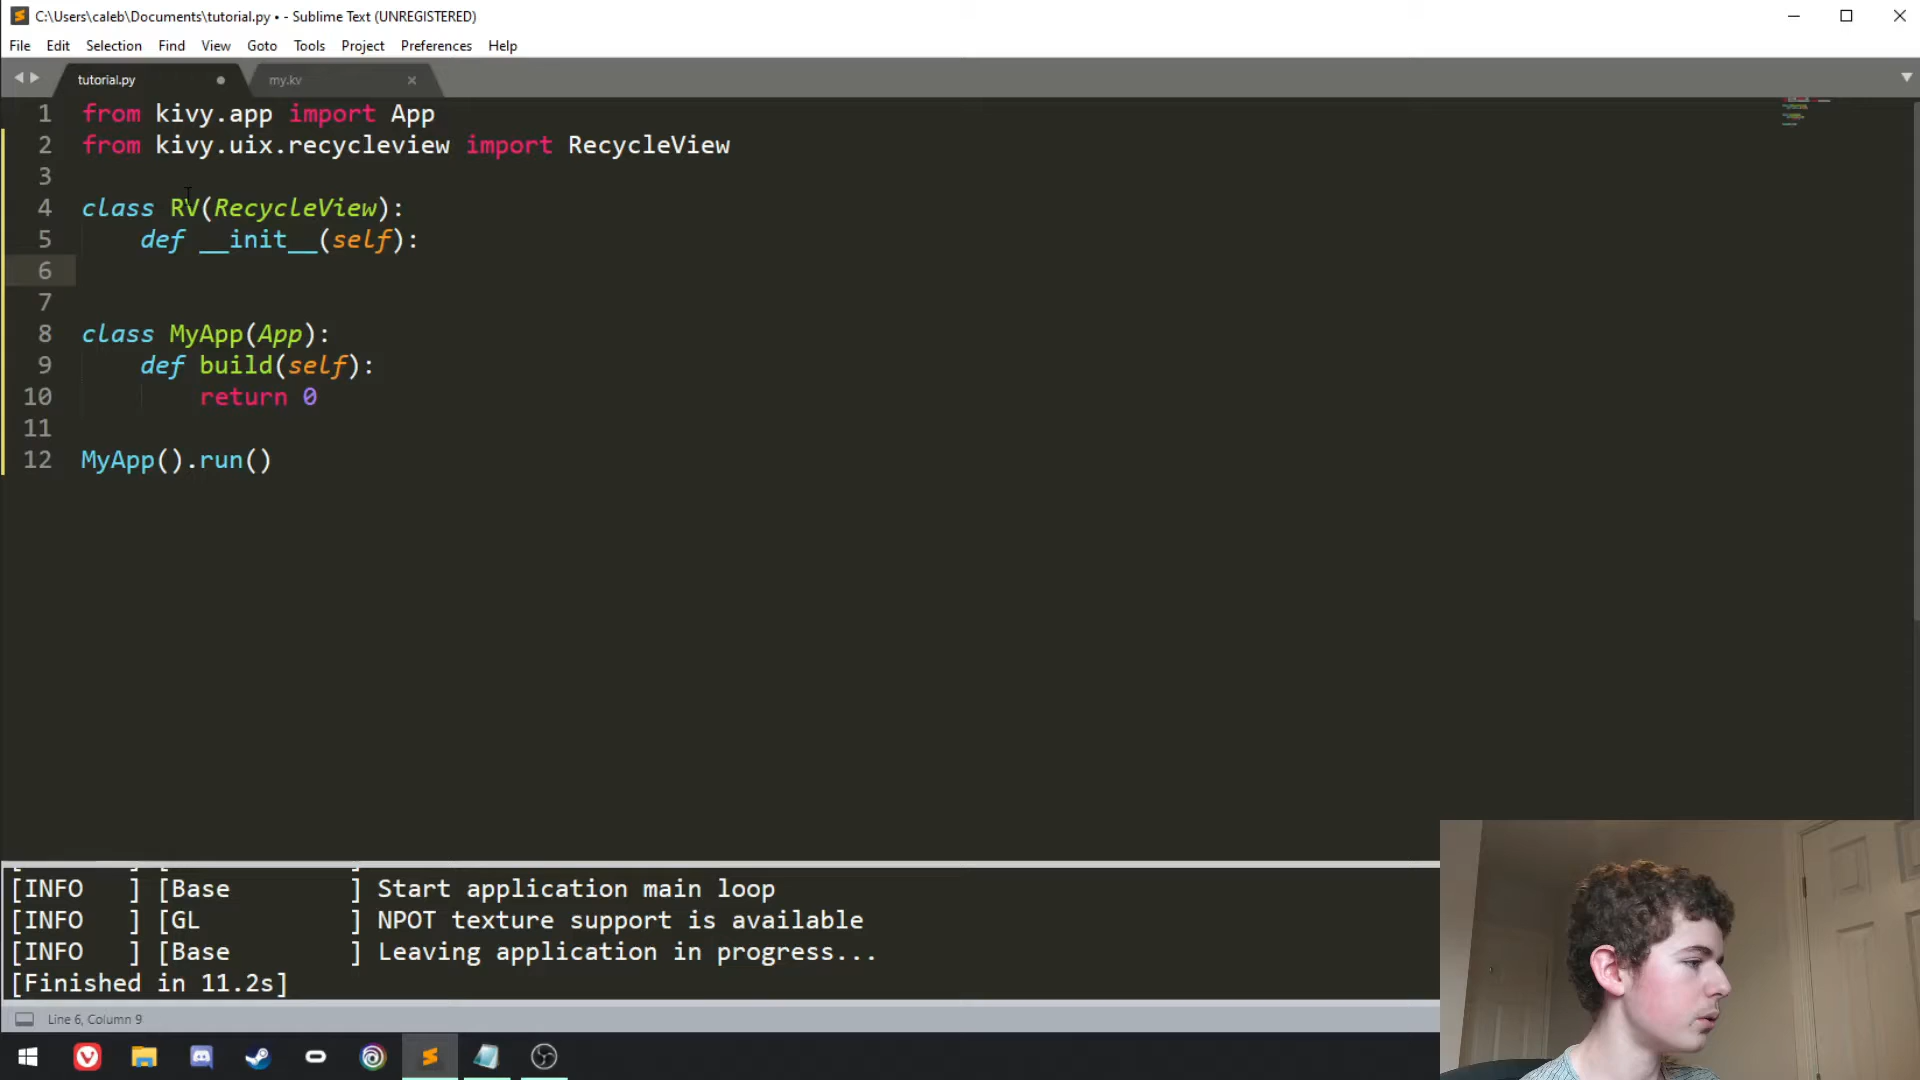 C:\Users\caleb\Documents\tutorial.py • - Sublime Text (UNREGISTERED)
File Edit Selection Find View Goto Tools Project Preferences Help
tutorial.py my.kv
1 from kivy.app import App
2 from kivy.uix.recycleview import RecycleView
3
4 class RV(RecycleView):
5 def __init__(self):
6
7
8 class MyApp(App):
9 def build(self):
10 return 0
11
12 MyApp().run()
[INFO ] [Base ] Start application main loop
[INFO ] [GL ] NPOT texture support is available
[INFO ] [Base ] Leaving application in progress...
[Finished in 11.2s]
Line 6, Column 9